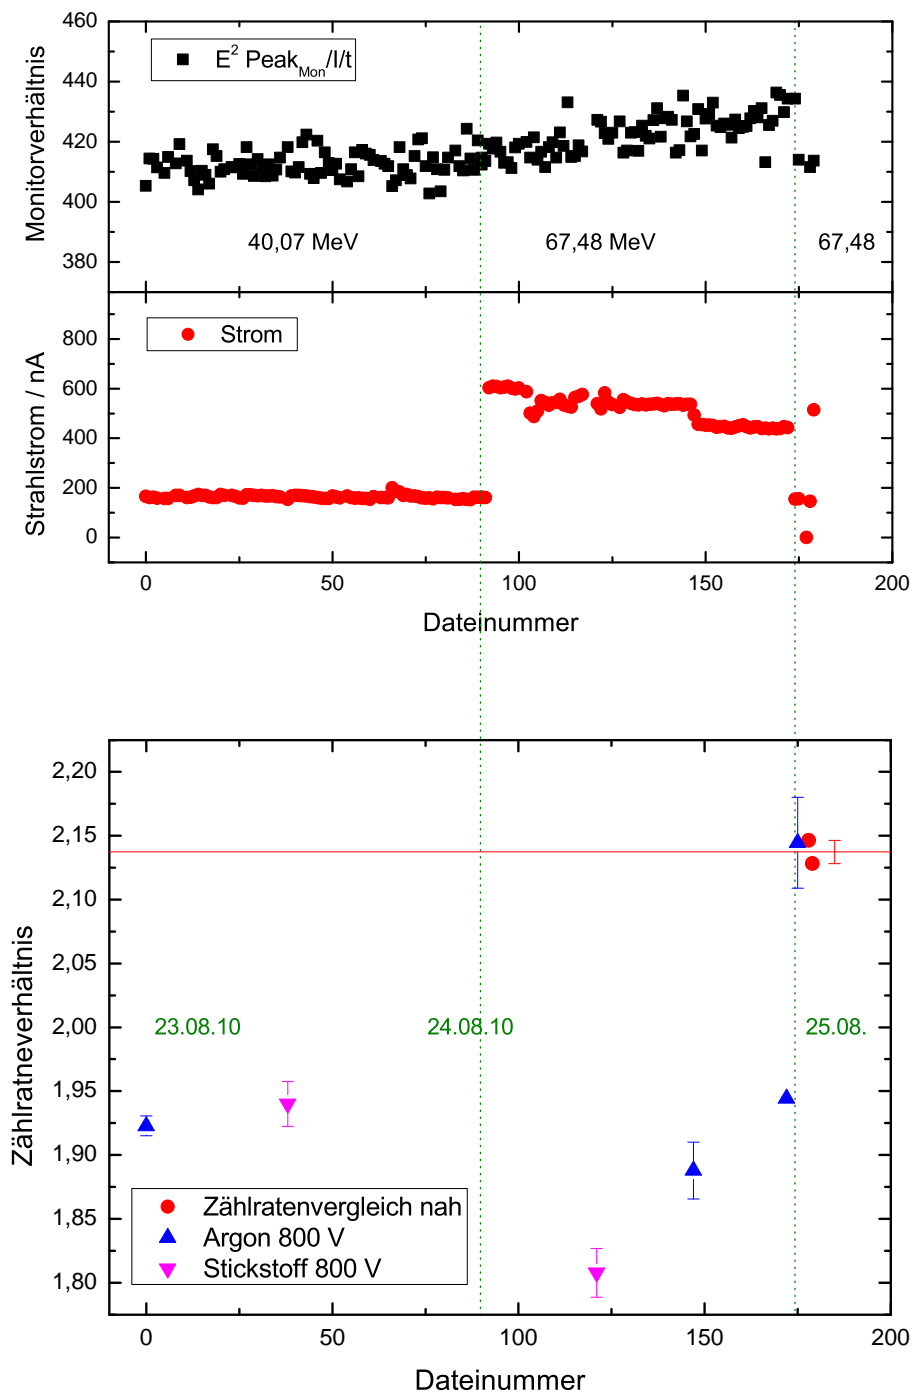 460
440
420
400
380
Monitorverhältnis
E² Peak_Mon/I/t
40,07 MeV
67,48 MeV
67,48
800
600
400
200
0
Strahlstrom / nA
Strom
0
50
100
150
200
Dateinummer
2,20
2,15
2,10
2,05
2,00
1,95
1,90
1,85
1,80
Zählratneverhältnis
23.08.10
24.08.10
25.08.
Zählratenvergleich nah
Argon 800 V
Stickstoff 800 V
0
50
100
150
200
Dateinummer